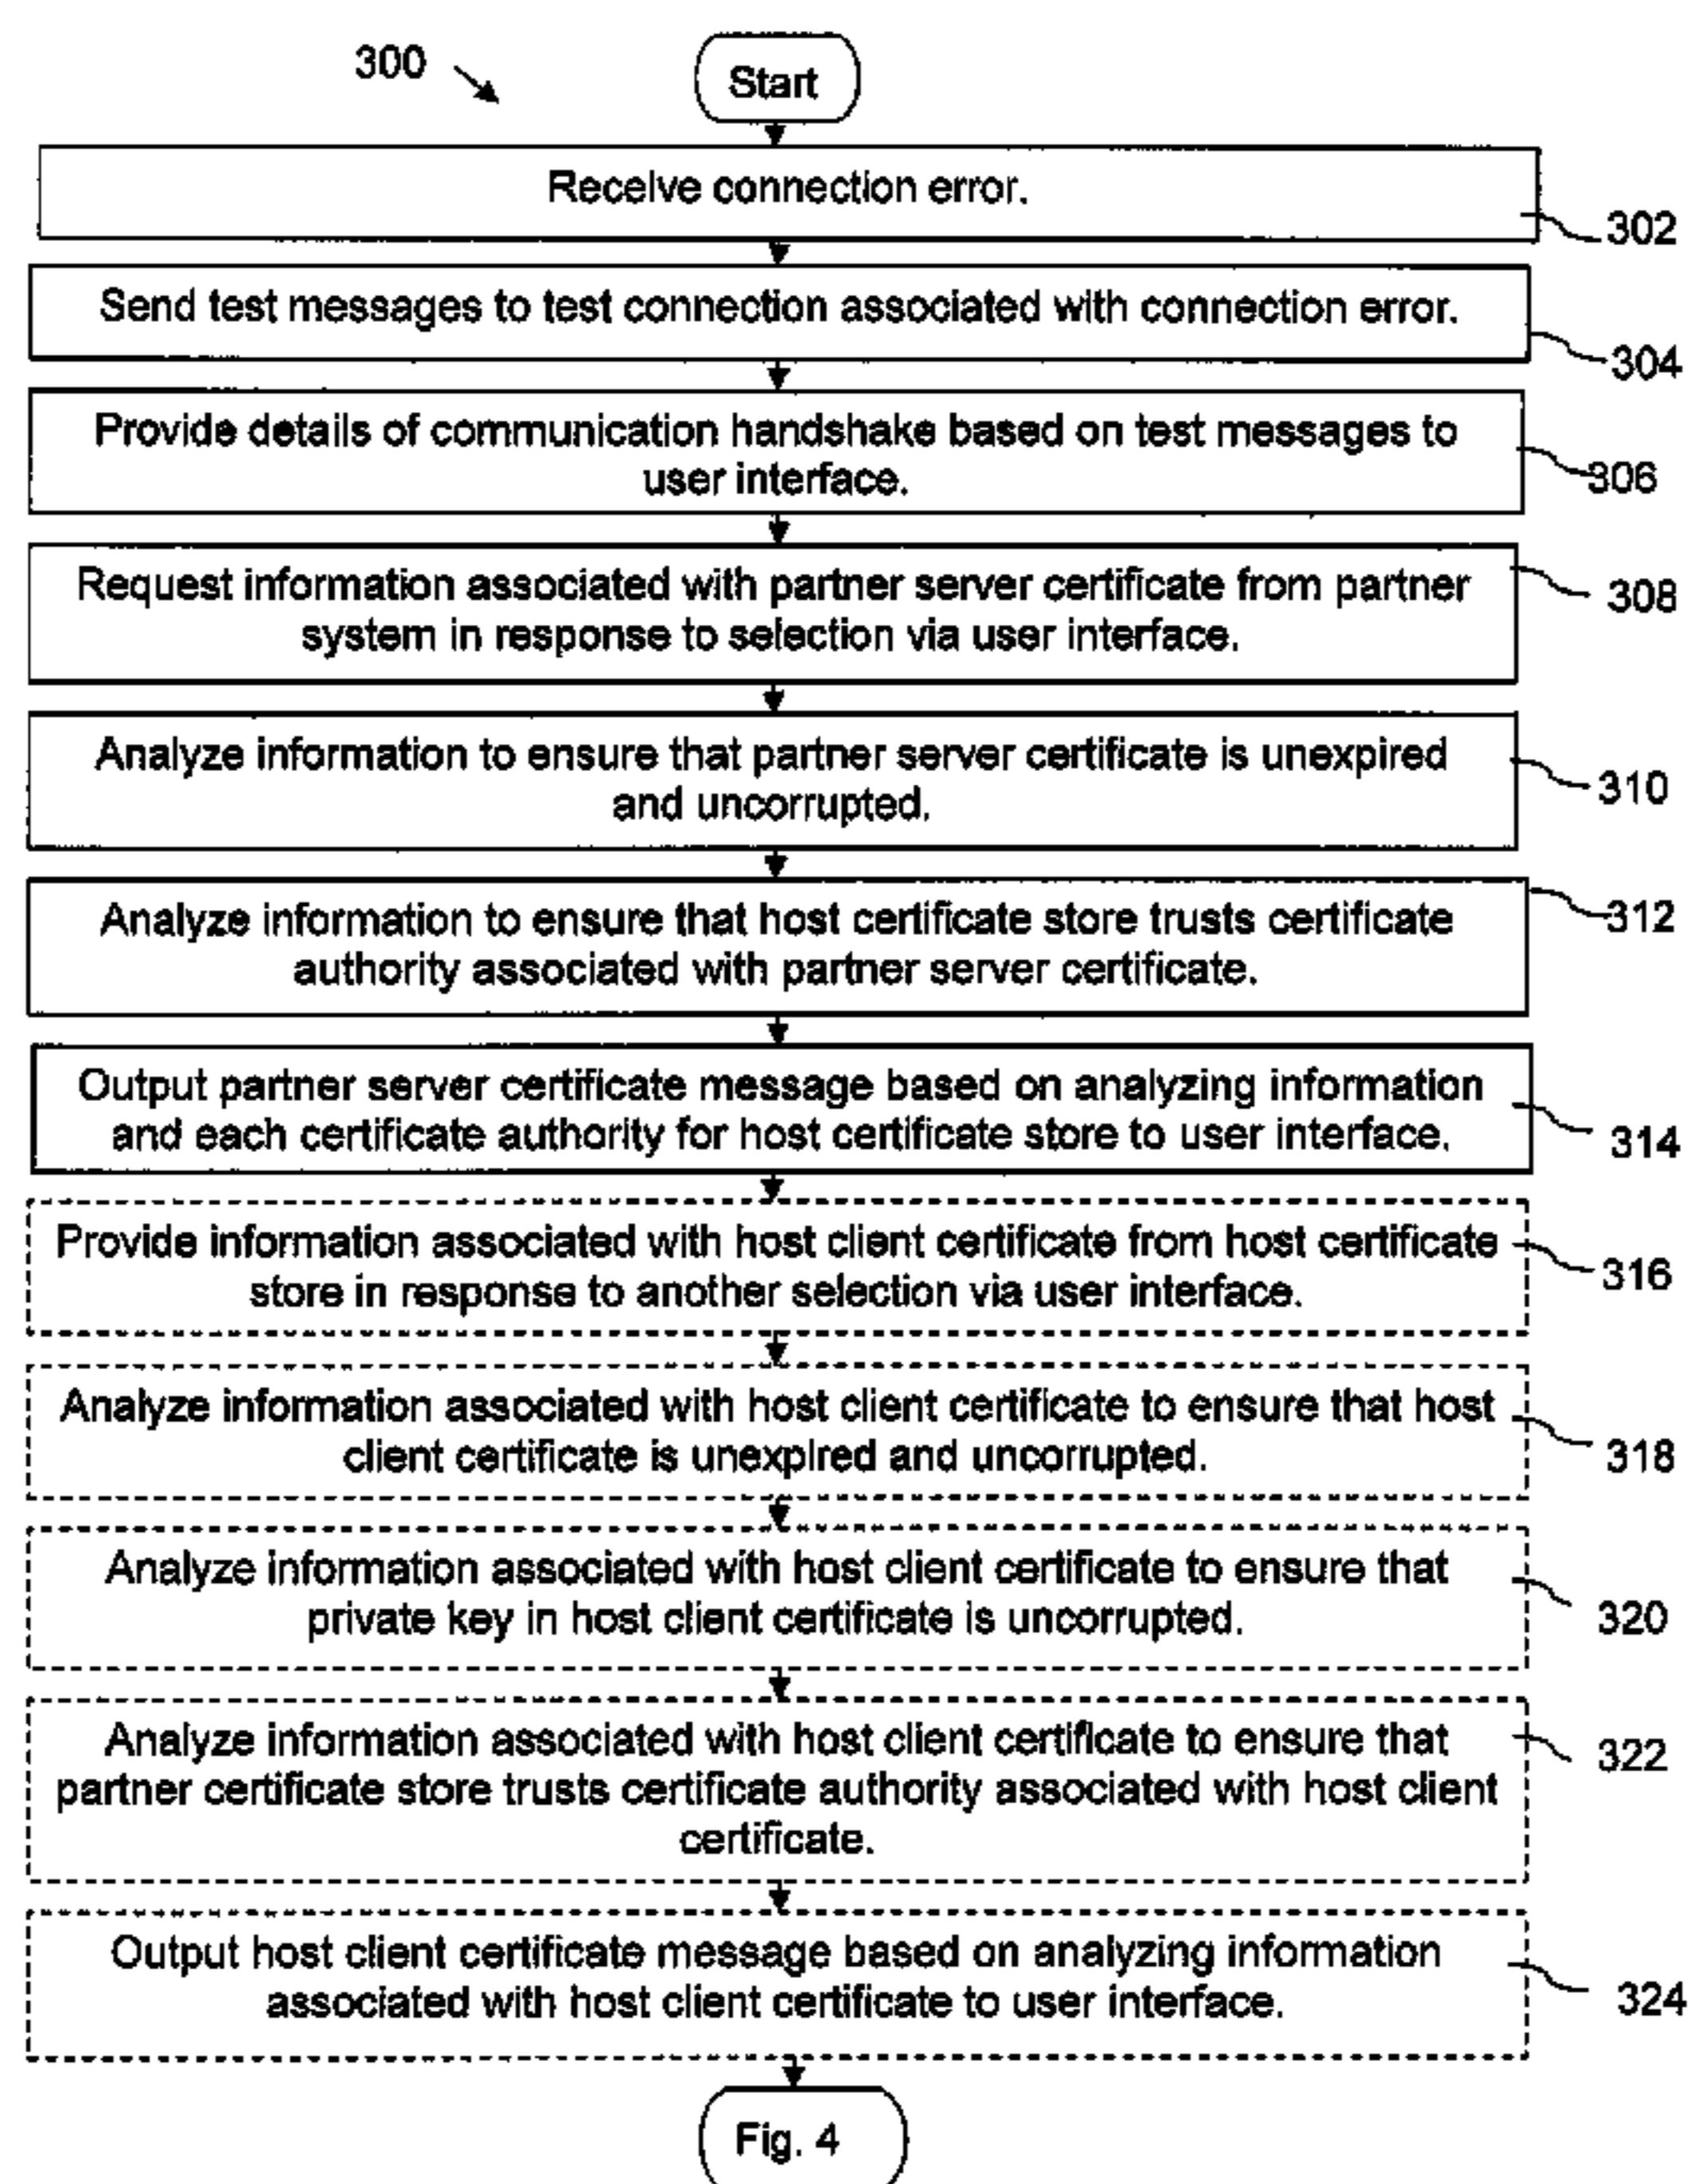 300
Start
Receive connection error.
302
Send test messages to test connection associated with connection error.
304
Provide details of communication handshake based on test messages to
user interface.
306
Request information associated with partner server certificate from partner
system in response to selection via user interface.
308
Analyze information to ensure that partner server certificate is unexpired
and uncorrupted.
310
Analyze information to ensure that host certificate store trusts certificate
authority associated with partner server certificate.
312
Output partner server certificate message based on analyzing information
and each certificate authority for host certificate store to user interface.
314
Provide information associated with host client certificate from host certificate
store in response to another selection via user interface.
316
Analyze information associated with host client certificate to ensure that host
client certificate is unexpired and uncorrupted.
318
Analyze information associated with host client certificate to ensure that
private key in host client certificate is uncorrupted.
320
Analyze information associated with host client certificate to ensure that
partner certificate store trusts certificate authority associated with host client
certificate.
322
Output host client certificate message based on analyzing information
associated with host client certificate to user interface.
324
Fig. 4